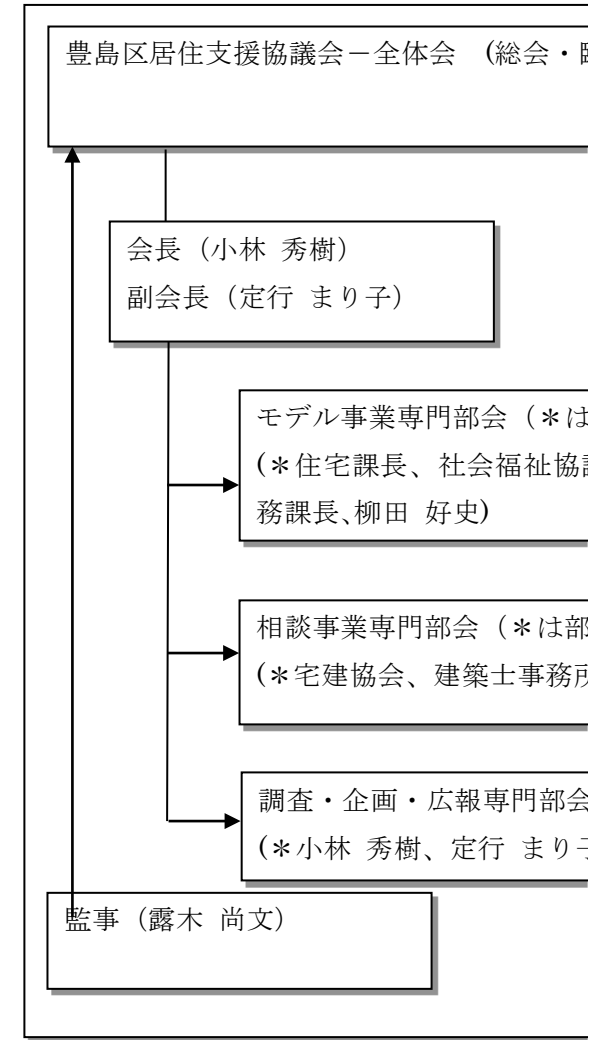 豊島区居住支援協議会－全体会 (総会・
会長（小林 秀樹）
副会長（定行 まり子）
モデル事業専門部会（＊は
(＊住宅課長、社会福祉協
務課長､柳田 好史)
相談事業専門部会（＊は部
(＊宅建協会、建築士事務所
調査・企画・広報専門部会
(＊小林 秀樹、定行 まり子
監事（露木 尚文）